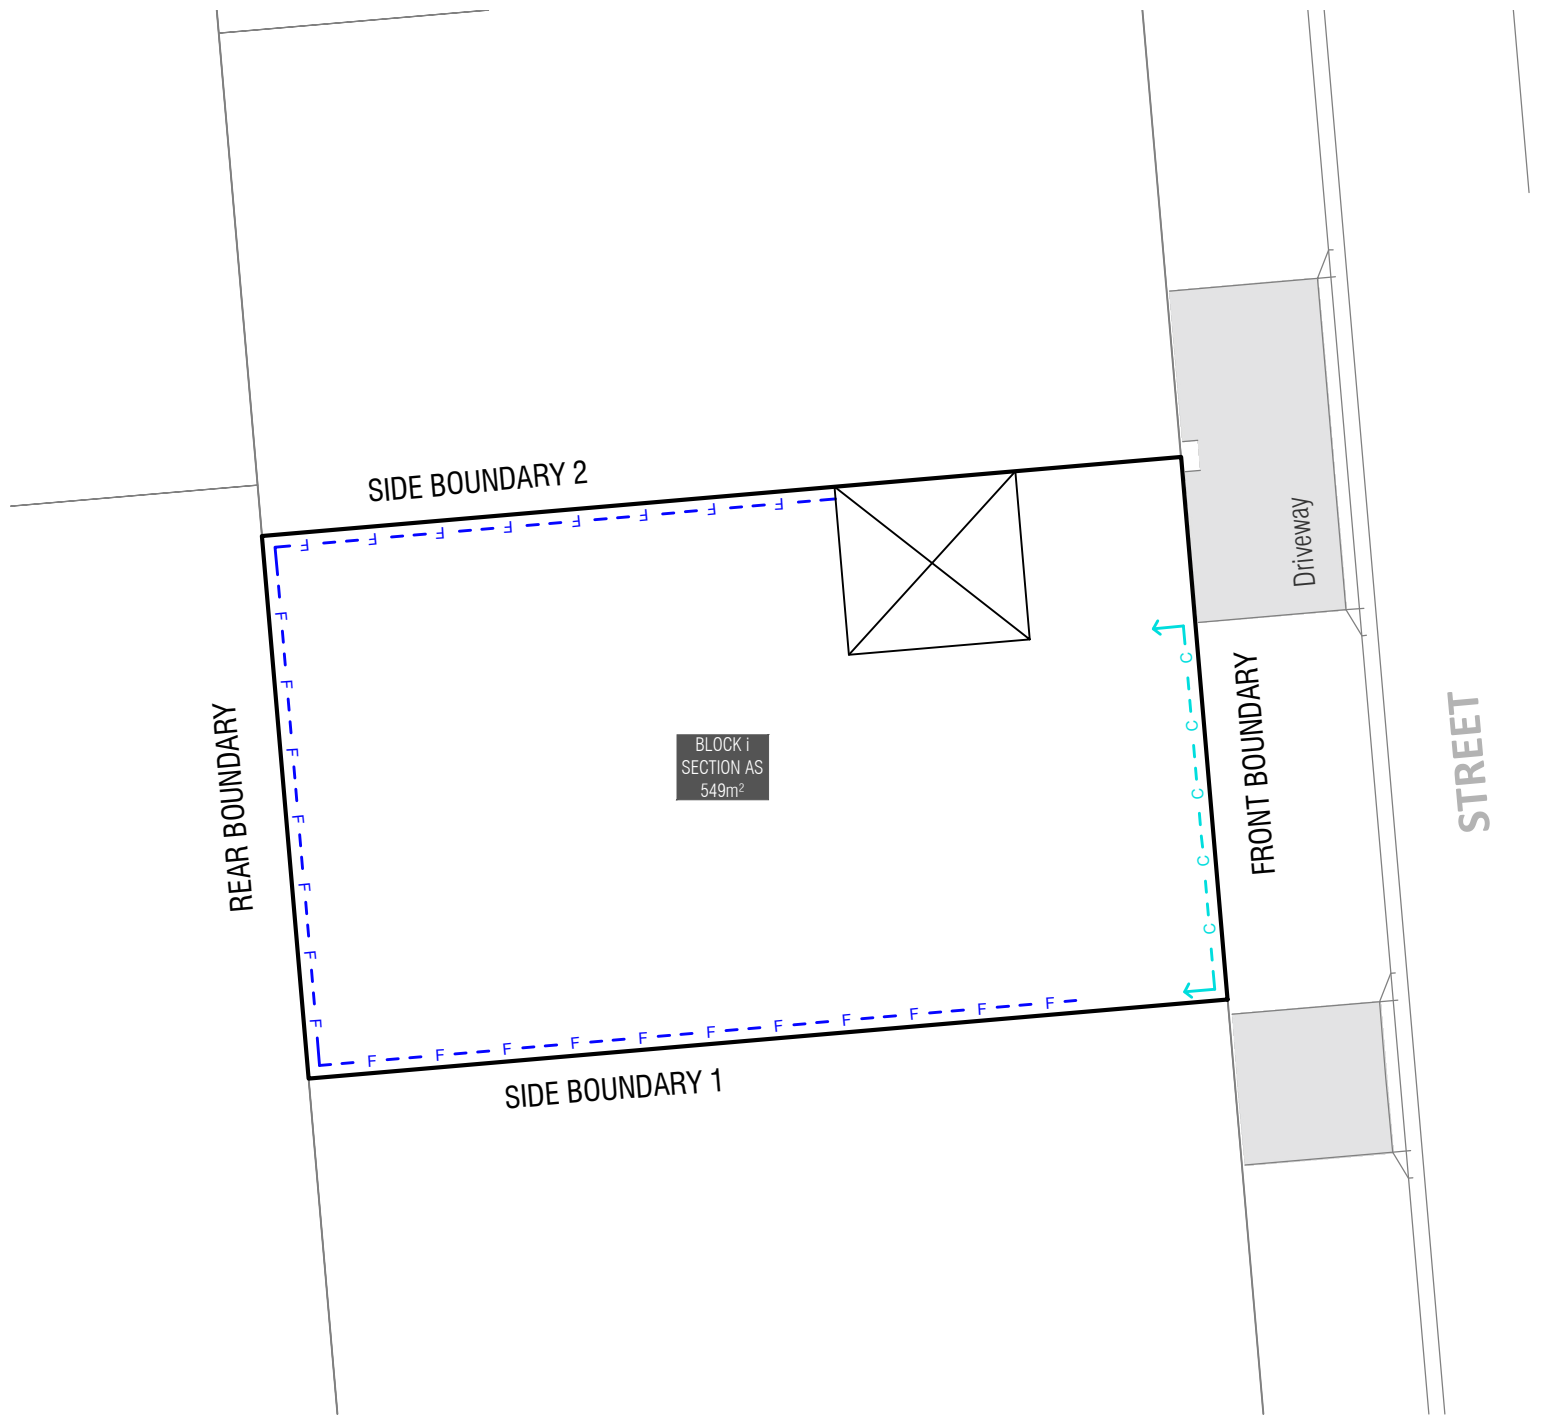 SIDE BOUNDARY 2
F F F F F F F F
F F F F F F F
REAR BOUNDARY
BLOCK i
SECTION AS
549m²
C C C C C
FRONT BOUNDARY
Driveway
STREET
F F F F F F F F F F F
SIDE BOUNDARY 1